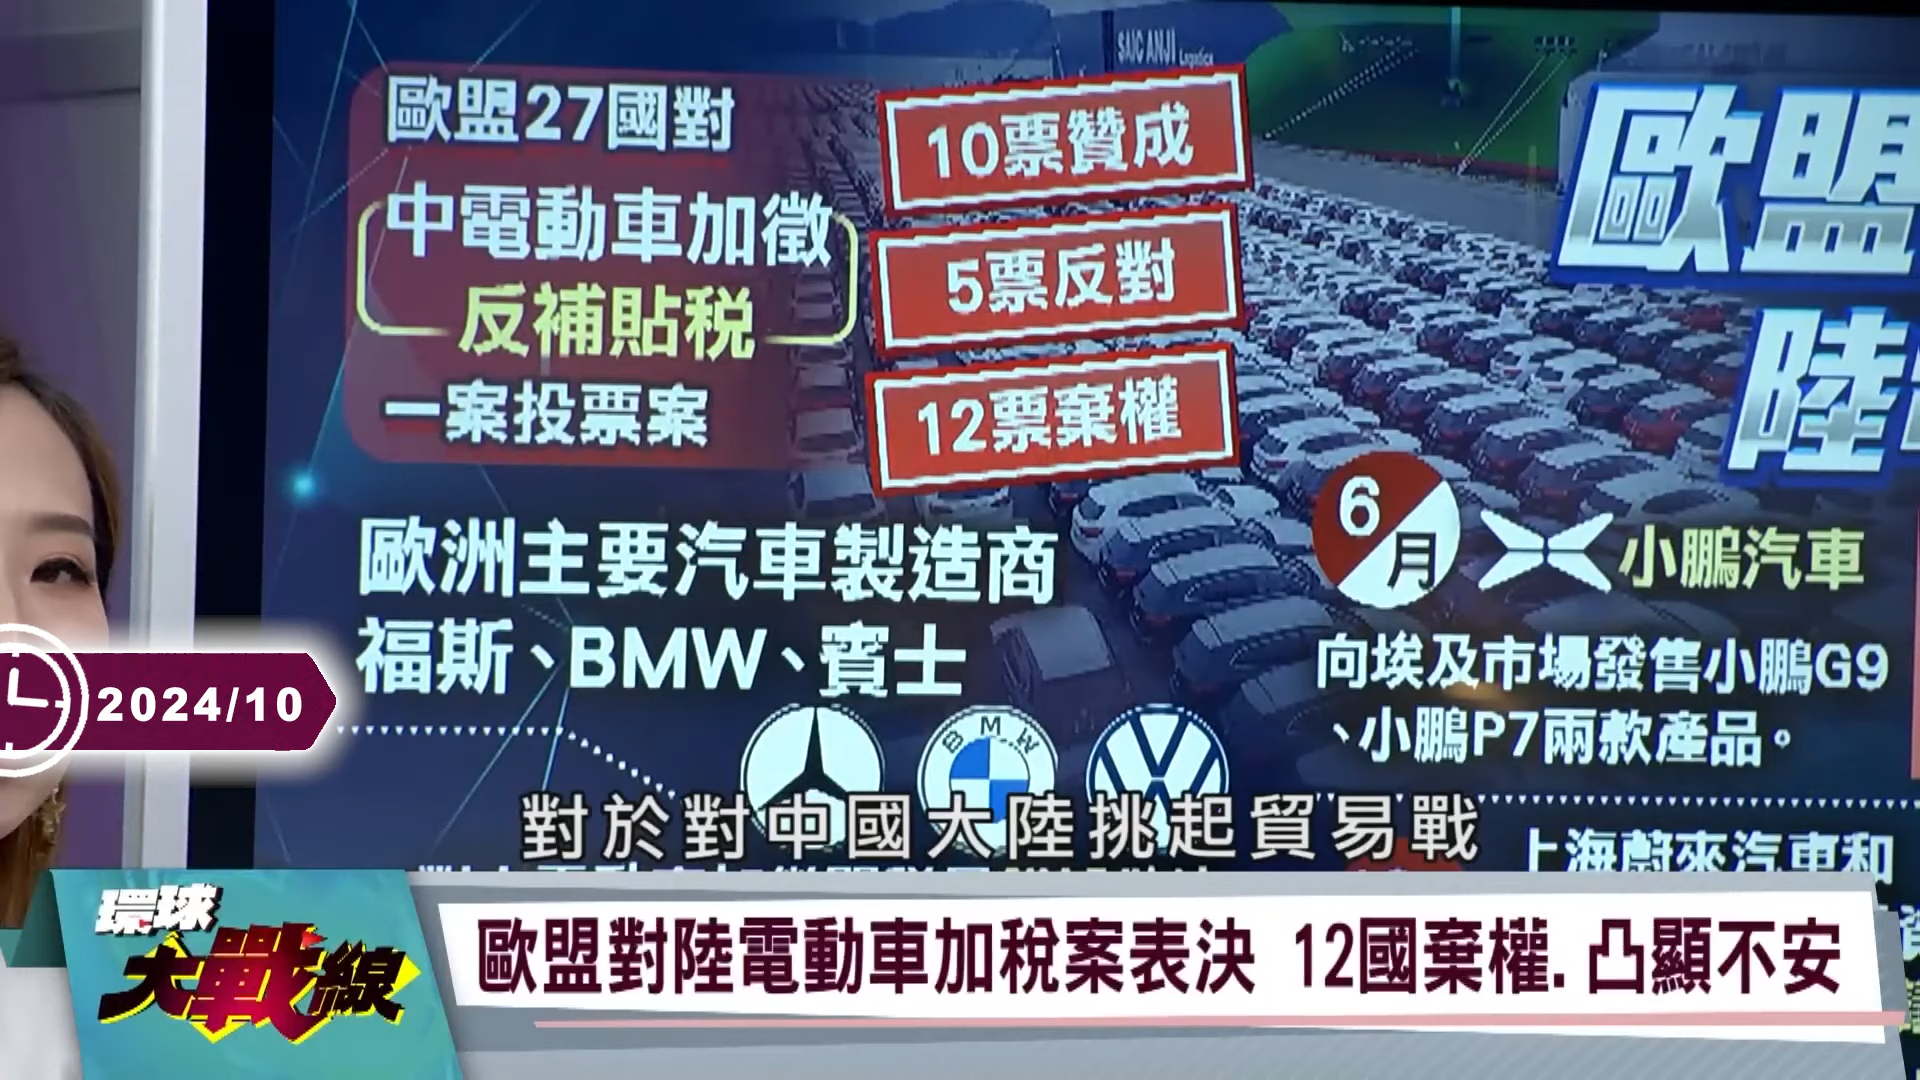 SAIC ANJI Logistics
歐盟27國對
中電動車加徵
反補貼稅
一案投票案
10票贊成
5票反對
12票棄權
歐盟
陸
歐洲主要汽車製造商
福斯、BMW、賓士
BMW
6月
小鵬汽車
向埃及市場發售小鵬G9
、小鵬P7兩款產品。
上海蔚來汽車和
2024/10
對於對中國大陸挑起貿易戰
環球
大戰線
歐盟對陸電動車加稅案表決 12國棄權.凸顯不安